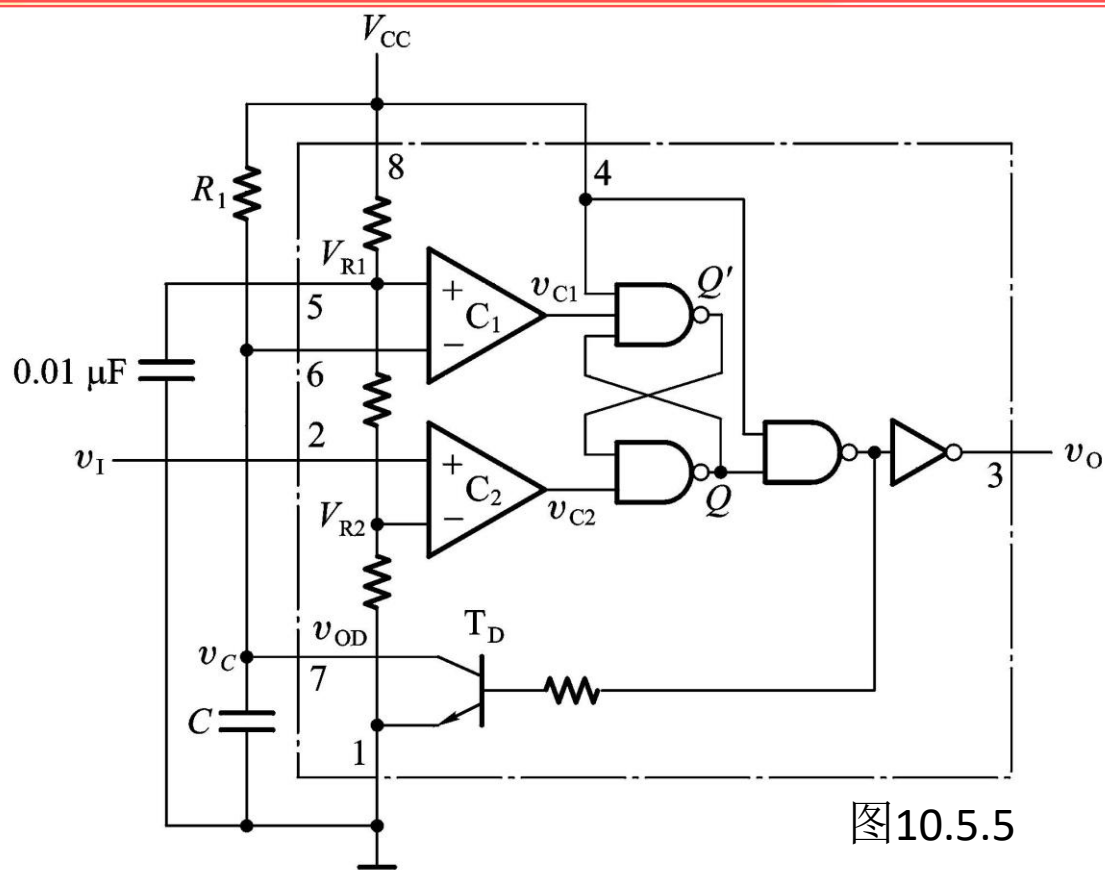 V_CC
8
4
R_1
V_R1
+
C_1
−
v_C1
Q′
5
0.01 μF
6
2
v_I
+
C_2
−
v_C2
Q
3
v_O
V_R2
v_OD
T_D
v_C
7
C
1
图10.5.5